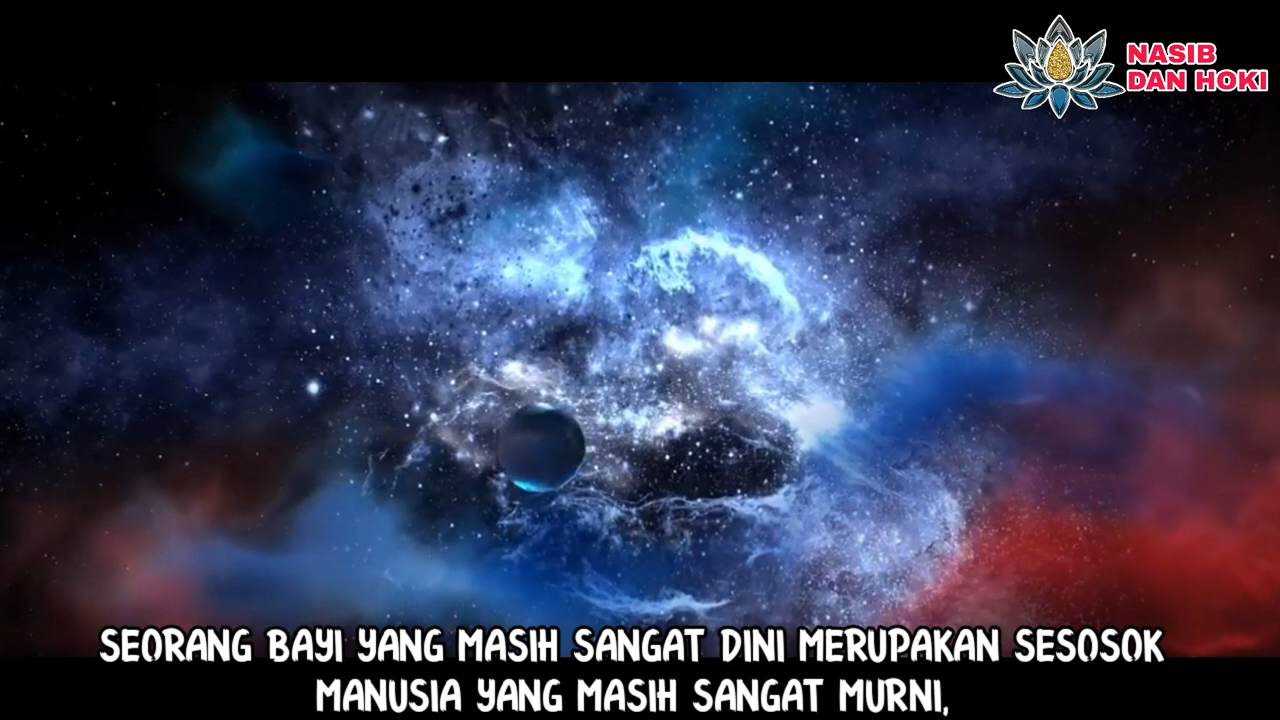 NASIB
DAN HOKI
SEORANG BAYI YANG MASIH SANGAT DINI MERUPAKAN SESOSOK
MANUSIA YANG MASIH SANGAT MURNI,